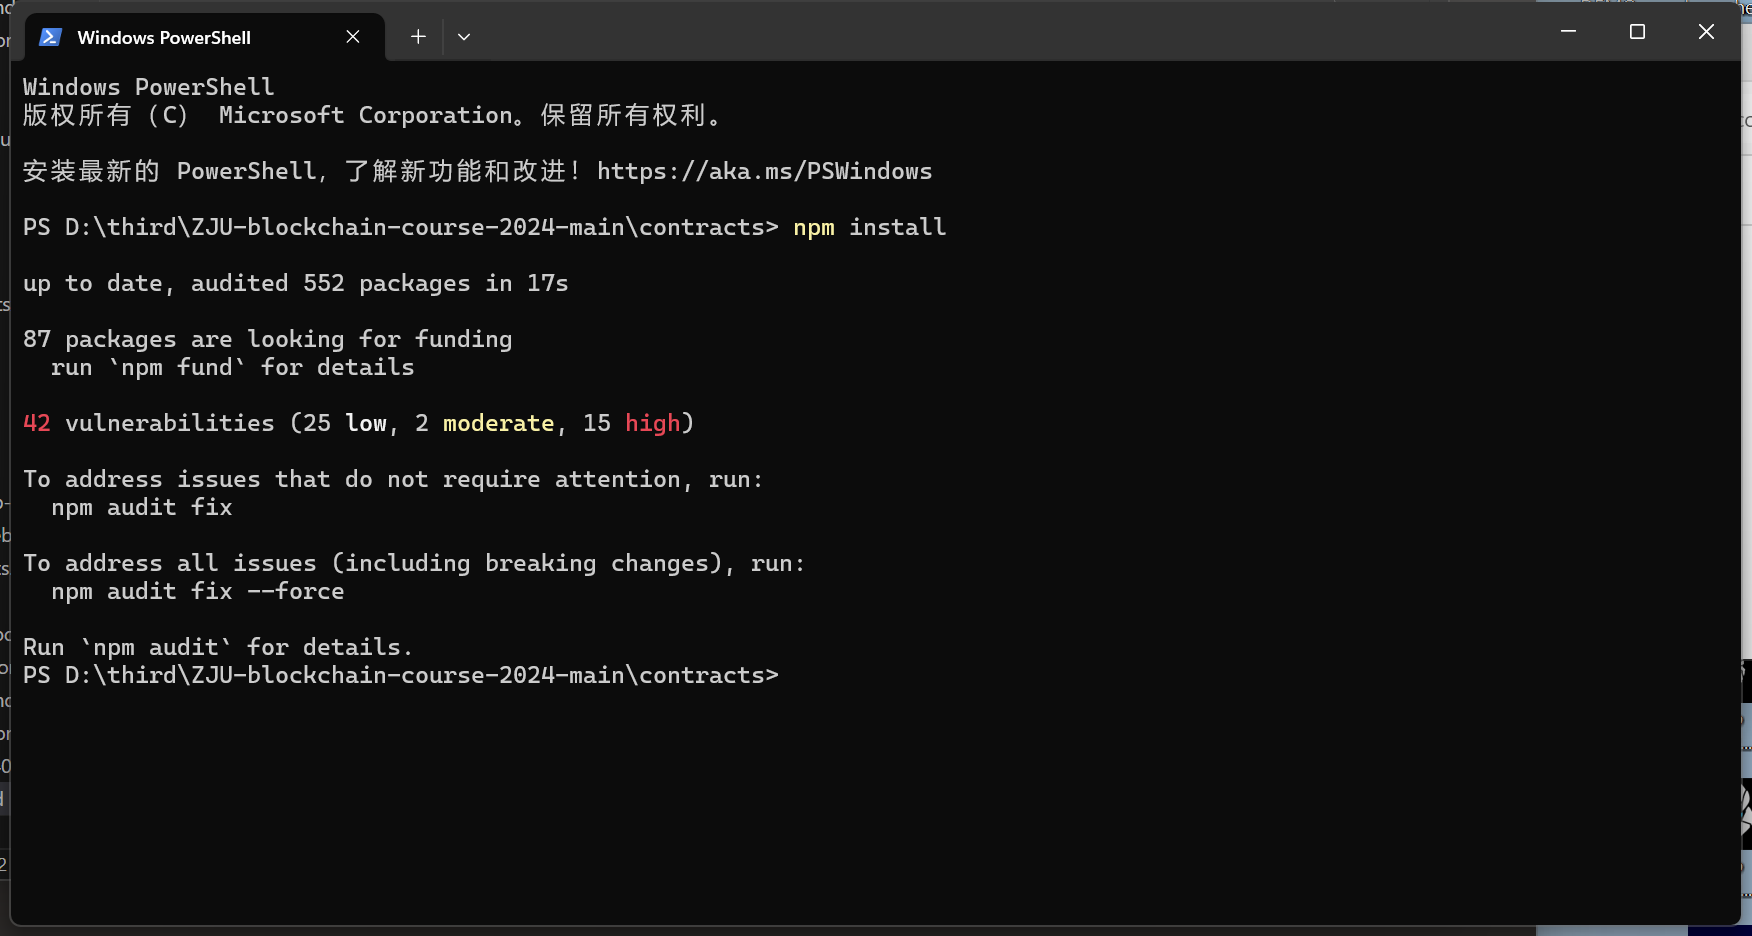 Windows PowerShell
Windows PowerShell
版权所有（C） Microsoft Corporation。保留所有权利。
安装最新的 PowerShell，了解新功能和改进！https://aka.ms/PSWindows
PS D:\third\ZJU-blockchain-course-2024-main\contracts> npm install
up to date, audited 552 packages in 17s
87 packages are looking for funding
  run `npm fund` for details
42 vulnerabilities (25 low, 2 moderate, 15 high)
To address issues that do not require attention, run:
  npm audit fix
To address all issues (including breaking changes), run:
  npm audit fix --force
Run `npm audit` for details.
PS D:\third\ZJU-blockchain-course-2024-main\contracts>